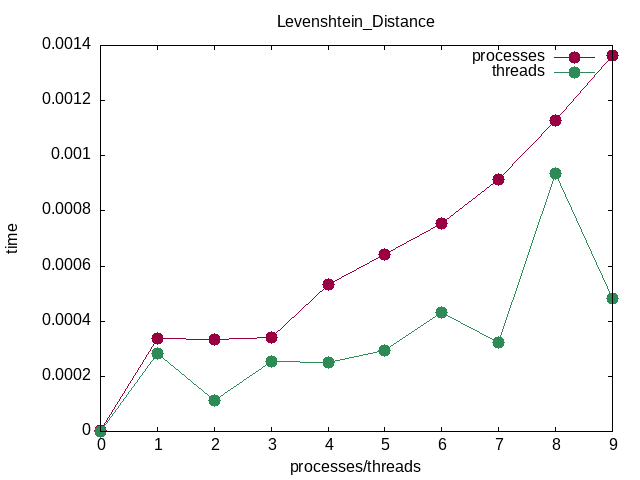 Levenshtein_Distance
0.0014
0.0012
0.001
0.0008
0.0006
0.0004
0.0002
0
time
processes
threads
0 1 2 3 4 5 6 7 8 9
processes/threads